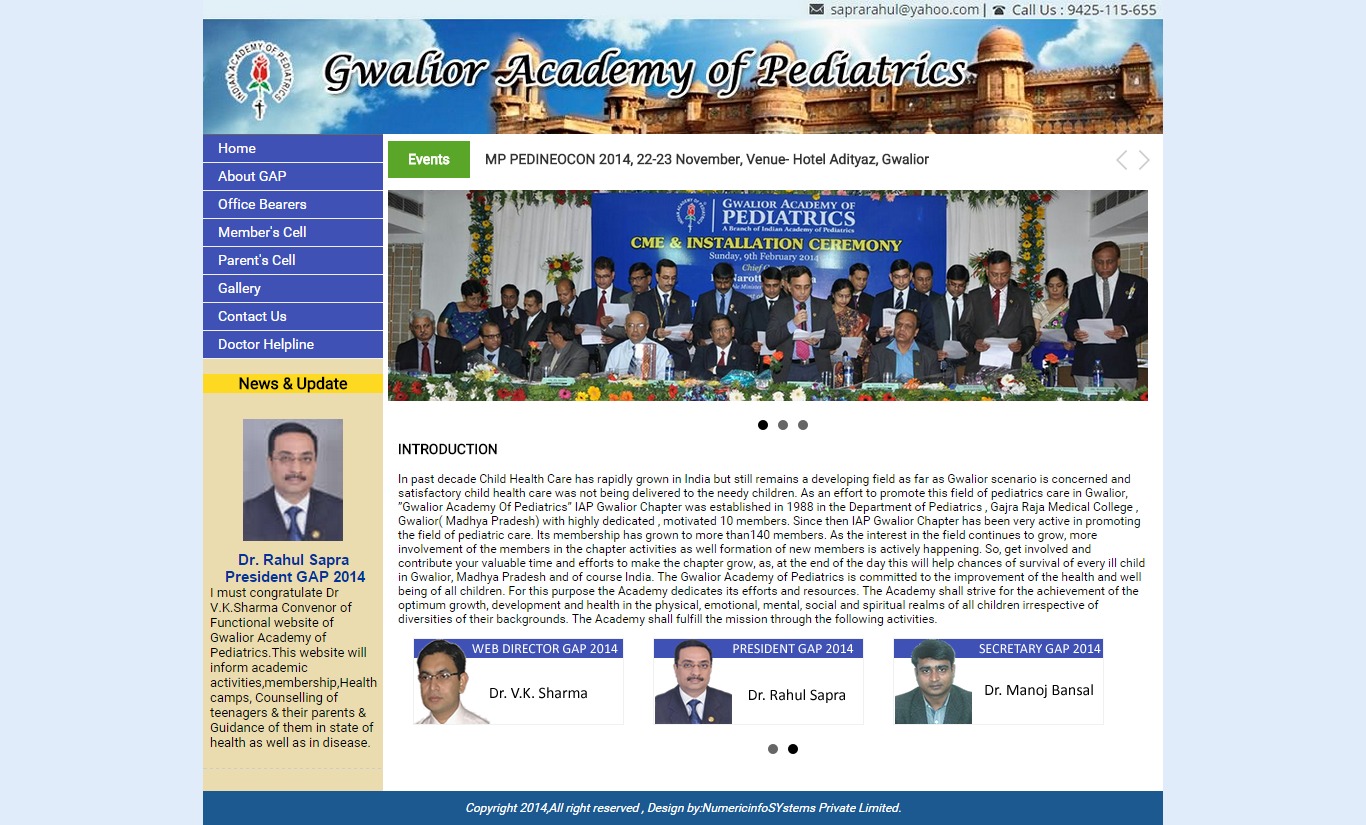 saprarahul@yahoo.com | Call Us : 9425-115-655
INDIAN ACADEMY OF PEDIATRICS
Gwalior Academy of Pediatrics
Home
About GAP
Office Bearers
Member's Cell
Parent's Cell
Gallery
Contact Us
Doctor Helpline
News & Update
Dr. Rahul Sapra
President GAP 2014
I must congratulate Dr
V.K.Sharma Convenor of
Functional website of
Gwalior Academy of
Pediatrics.This website will
inform academic
activities,membership,Health
camps, Counselling of
teenagers & their parents &
Guidance of them in state of
health as well as in disease.
Events
MP PEDINEOCON 2014, 22-23 November, Venue- Hotel Adityaz, Gwalior
GWALIOR ACADEMY OF
PEDIATRICS
A Branch of Indian Academy of Pediatrics
CME & INSTALLATION CEREMONY
Sunday, 9th February 2014
Chief
INTRODUCTION
In past decade Child Health Care has rapidly grown in India but still remains a developing field as far as Gwalior scenario is concerned and
satisfactory child health care was not being delivered to the needy children. As an effort to promote this field of pediatrics care in Gwalior,
"Gwalior Academy Of Pediatrics" IAP Gwalior Chapter was established in 1988 in the Department of Pediatrics , Gajra Raja Medical College ,
Gwalior( Madhya Pradesh) with highly dedicated , motivated 10 members. Since then IAP Gwalior Chapter has been very active in promoting
the field of pediatric care. Its membership has grown to more than140 members. As the interest in the field continues to grow, more
involvement of the members in the chapter activities as well formation of new members is actively happening. So, get involved and
contribute your valuable time and efforts to make the chapter grow, as, at the end of the day this will help chances of survival of every ill child
in Gwalior, Madhya Pradesh and of course India. The Gwalior Academy of Pediatrics is committed to the improvement of the health and well
being of all children. For this purpose the Academy dedicates its efforts and resources. The Academy shall strive for the achievement of the
optimum growth, development and health in the physical, emotional, mental, social and spiritual realms of all children irrespective of
diversities of their backgrounds. The Academy shall fulfill the mission through the following activities.
WEB DIRECTOR GAP 2014
Dr. V.K. Sharma
PRESIDENT GAP 2014
Dr. Rahul Sapra
SECRETARY GAP 2014
Dr. Manoj Bansal
Copyright 2014,All right reserved , Design by:NumericinfoSYstems Private Limited.